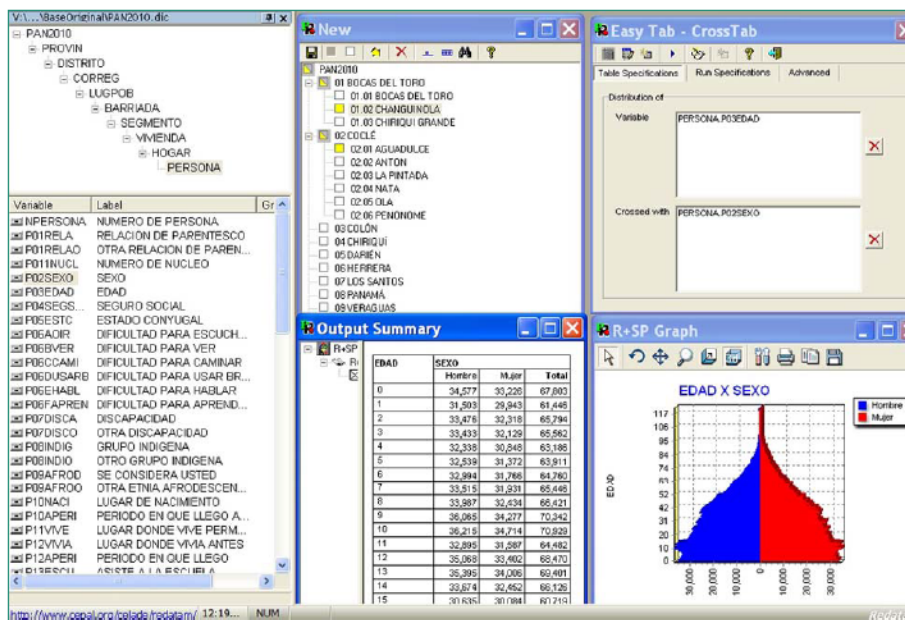 V:\...\BaseOriginal\PAN2010.dic
PAN2010
PROVIN
DISTRITO
CORREG
LUGPOB
BARRIADA
SEGMENTO
VIVIENDA
HOGAR
PERSONA
Variable Label Gr
NPERSONA NUMERO DE PERSONA
P01RELA RELACION DE PARENTESCO
P01RELAO OTRA RELACION DE PAREN...
P011NUCL NUMERO DE NUCLEO
P02SEXO SEXO
P03EDAD EDAD
P04SEGS... SEGURO SOCIAL
P05ESTC ESTADO CONYUGAL
P06AOIR DIFICULTAD PARA ESCUCH...
P06BVER DIFICULTAD PARA VER
P06CCAMI DIFICULTAD PARA CAMINAR
P06DUSARB DIFICULTAD PARA USAR BR...
P06EHABL DIFICULTAD PARA HABLAR
P06FAPREN DIFICULTAD PARA APREND...
P07DISCA DISCAPACIDAD
P07DISCO OTRA DISCAPACIDAD
P08INDIG GRUPO INDIGENA
P08INDIO OTRO GRUPO INDIGENA
P09AFROD SE CONSIDERA USTED
P09AFROO OTRA ETNIA AFRODESCEN...
P10NACI LUGAR DE NACIMIENTO
P10APERI PERIODO EN QUE LLEGO A...
P11VIVE LUGAR DONDE VIVE PERM...
P12VIVIA LUGAR DONDE VIVIA ANTES
P12APERI PERIODO EN QUE LLEGO
P13ESCU ASISTE A LA ESCUELA
http://www.cepal.org/celade/redatam/ 12:19... NUM
New
PAN2010
01 BOCAS DEL TORO
01.01 BOCAS DEL TORO
01.02 CHANGUINOLA
01.03 CHIRIQUI GRANDE
02 COCLÉ
02.01 AGUADULCE
02.02 ANTON
02.03 LA PINTADA
02.04 NATA
02.05 OLA
02.06 PENONOME
03 COLÓN
04 CHIRIQUÍ
05 DARIÉN
06 HERRERA
07 LOS SANTOS
08 PANAMÁ
09 VERAGUAS
Easy Tab - CrossTab
Table Specifications Run Specifications Advanced
Distribution of
Variable PERSONA.P03EDAD
Crossed with PERSONA.P02SEXO
Output Summary
R+SP
EDAD SEXO
Hombre Mujer Total
0 34,577 33,226 67,803
1 31,503 29,943 61,446
2 33,476 32,318 65,794
3 33,433 32,129 65,562
4 32,338 30,848 63,186
5 32,539 31,372 63,911
6 32,994 31,766 64,760
7 33,515 31,931 65,446
8 33,987 32,434 66,421
9 36,065 34,277 70,342
10 36,215 34,714 70,929
11 32,895 31,587 64,482
12 35,068 33,402 68,470
13 35,395 34,006 69,401
14 33,674 32,452 66,126
15 30,635 30,084 60,719
R+SP Graph
EDAD X SEXO
Hombre
Mujer
EDAD
117
106
95
84
74
63
52
42
31
20
10
0
30,000 20,000 10,000 0 10,000 20,000 30,000
Redata